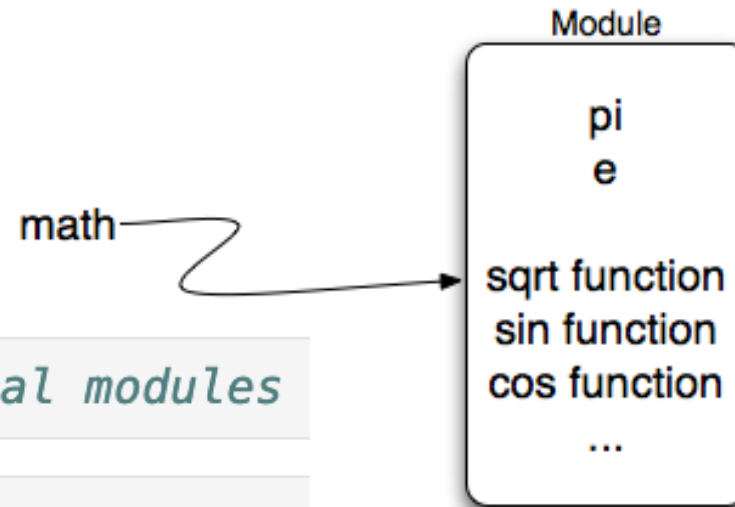 Module
pi
e
math
sqrt function
sin function
cos function
...
al modules